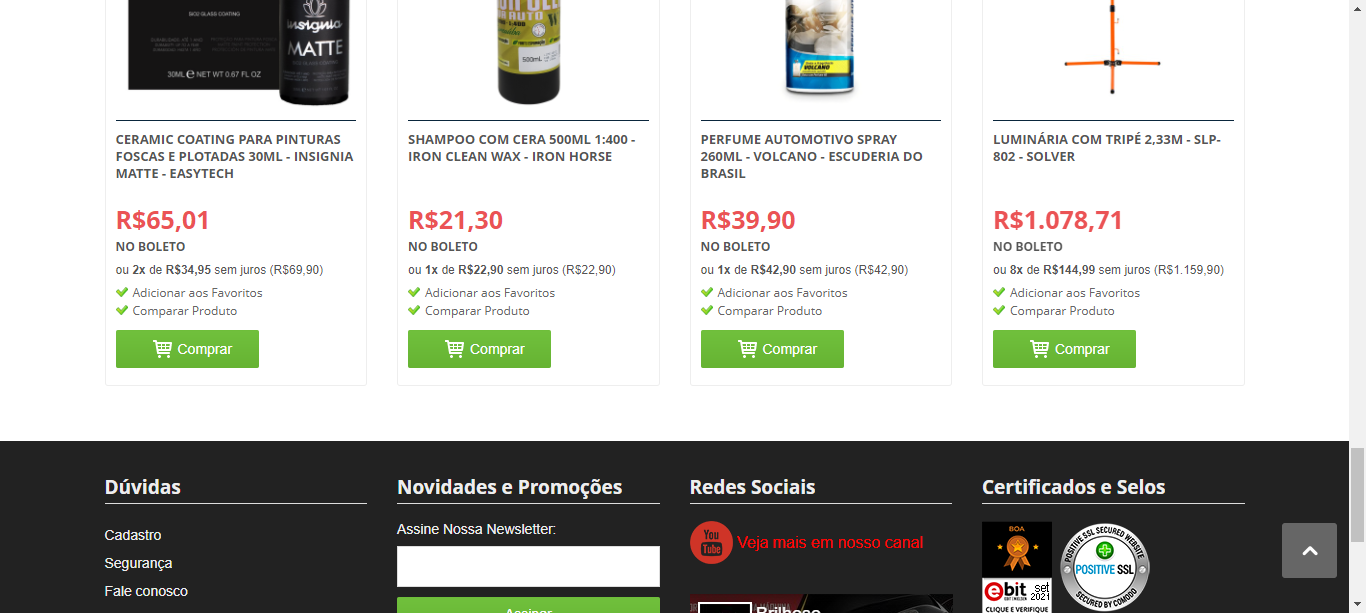 SIO2 GLASS COATING
insignia
MATTE
30ML ℮ NET WT 0.67 FL OZ
500mL
VOLCANO
CERAMIC COATING PARA PINTURAS
FOSCAS E PLOTADAS 30ML - INSIGNIA
MATTE - EASYTECH
R$65,01
NO BOLETO
ou 2x de R$34,95 sem juros (R$69,90)
Adicionar aos Favoritos
Comparar Produto
Comprar
SHAMPOO COM CERA 500ML 1:400 -
IRON CLEAN WAX - IRON HORSE
R$21,30
NO BOLETO
ou 1x de R$22,90 sem juros (R$22,90)
Adicionar aos Favoritos
Comparar Produto
Comprar
PERFUME AUTOMOTIVO SPRAY
260ML - VOLCANO - ESCUDERIA DO
BRASIL
R$39,90
NO BOLETO
ou 1x de R$42,90 sem juros (R$42,90)
Adicionar aos Favoritos
Comparar Produto
Comprar
LUMINÁRIA COM TRIPÉ 2,33M - SLP-
802 - SOLVER
R$1.078,71
NO BOLETO
ou 8x de R$144,99 sem juros (R$1.159,90)
Adicionar aos Favoritos
Comparar Produto
Comprar
Dúvidas
Cadastro
Segurança
Fale conosco
Novidades e Promoções
Assine Nossa Newsletter:
Assinar
Redes Sociais
You
Tube
Veja mais em nosso canal
Brilhoso
Certificados e Selos
BOA
ebit
set
2021
CLIQUE E VERIFIQUE
POSITIVE SSL SECURED WEBSITE
POSITIVE SSL
SECURED BY COMODO